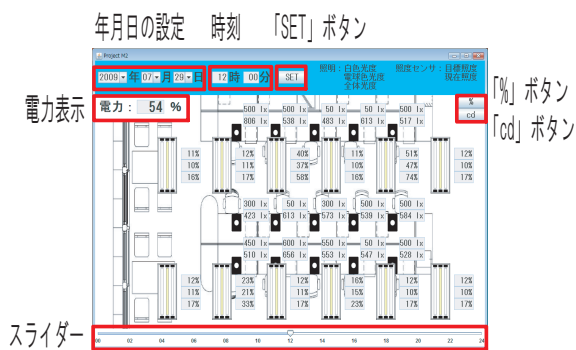 年月日の設定 時刻 「SET」ボタン
Project M2
2009 年 07 月 29 日 12 時 00 分 SET
照明：白色光度
電球色光度
全体光度
照度センサ：目標照度
現在照度
電力表示
電力： 54 %
%
cd
「%」ボタン
「cd」ボタン
500 lx 50 lx 300 lx 50 lx 500 lx
806 lx 538 lx 483 lx 613 lx 517 lx
11% 12% 40% 11% 51% 12%
10% 11% 37% 10% 47% 10%
16% 17% 58% 16% 74% 17%
300 lx 50 lx 300 lx 500 lx 500 lx
423 lx 613 lx 573 lx 539 lx 584 lx
450 lx 600 lx 550 lx 50 lx 500 lx
510 lx 656 lx 553 lx 547 lx 528 lx
12% 23% 12% 16% 12% 12%
11% 21% 11% 15% 10% 10%
17% 33% 17% 23% 17% 17%
スライダー
00 02 04 06 08 10 12 14 16 18 20 22 24